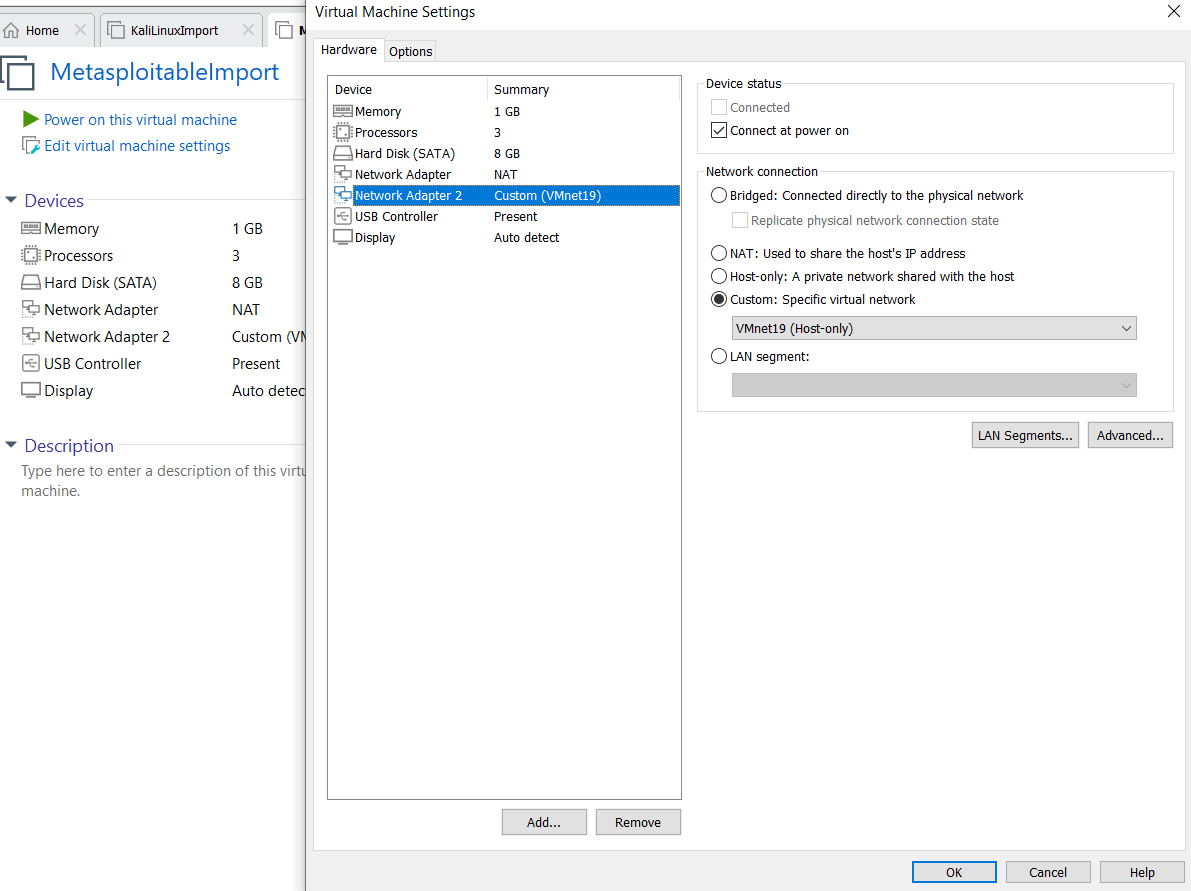 Virtual Machine Settings
Home
KaliLinuxImport
M
MetasploitableImport
Power on this virtual machine
Edit virtual machine settings
Devices
Memory 1 GB
Processors 3
Hard Disk (SATA) 8 GB
Network Adapter NAT
Network Adapter 2 Custom (VM
USB Controller Present
Display Auto detec
Description
Type here to enter a description of this virtu
machine.
Hardware Options
Device Summary
Memory 1 GB
Processors 3
Hard Disk (SATA) 8 GB
Network Adapter NAT
Network Adapter 2 Custom (VMnet19)
USB Controller Present
Display Auto detect
Add... Remove
Device status
Connected
Connect at power on
Network connection
Bridged: Connected directly to the physical network
Replicate physical network connection state
NAT: Used to share the host's IP address
Host-only: A private network shared with the host
Custom: Specific virtual network
VMnet19 (Host-only)
LAN segment:
LAN Segments... Advanced...
OK Cancel Help